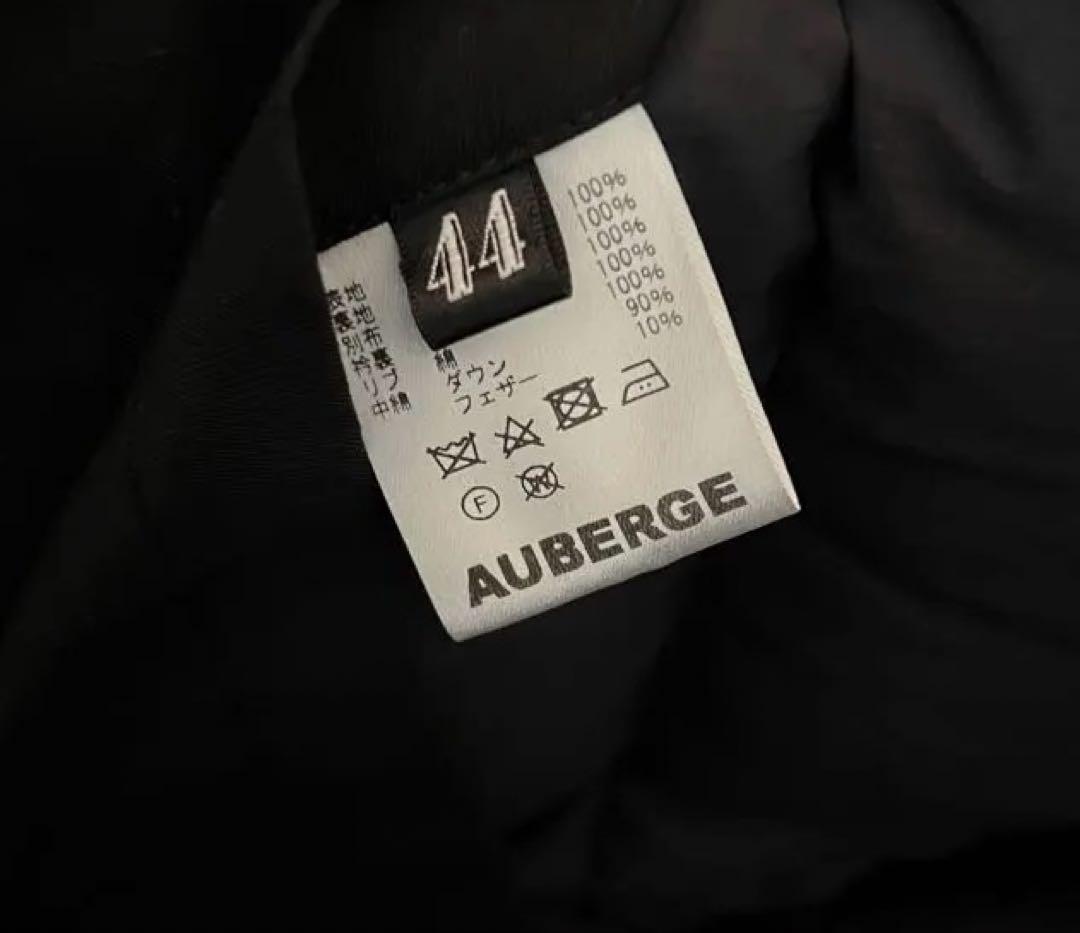 44
表地 100%
裏地 100%
別布 100%
衿裏 100%
リブ 綿 100%
中綿 ダウン 90%
フェザー 10%
F
W
AUBERGE